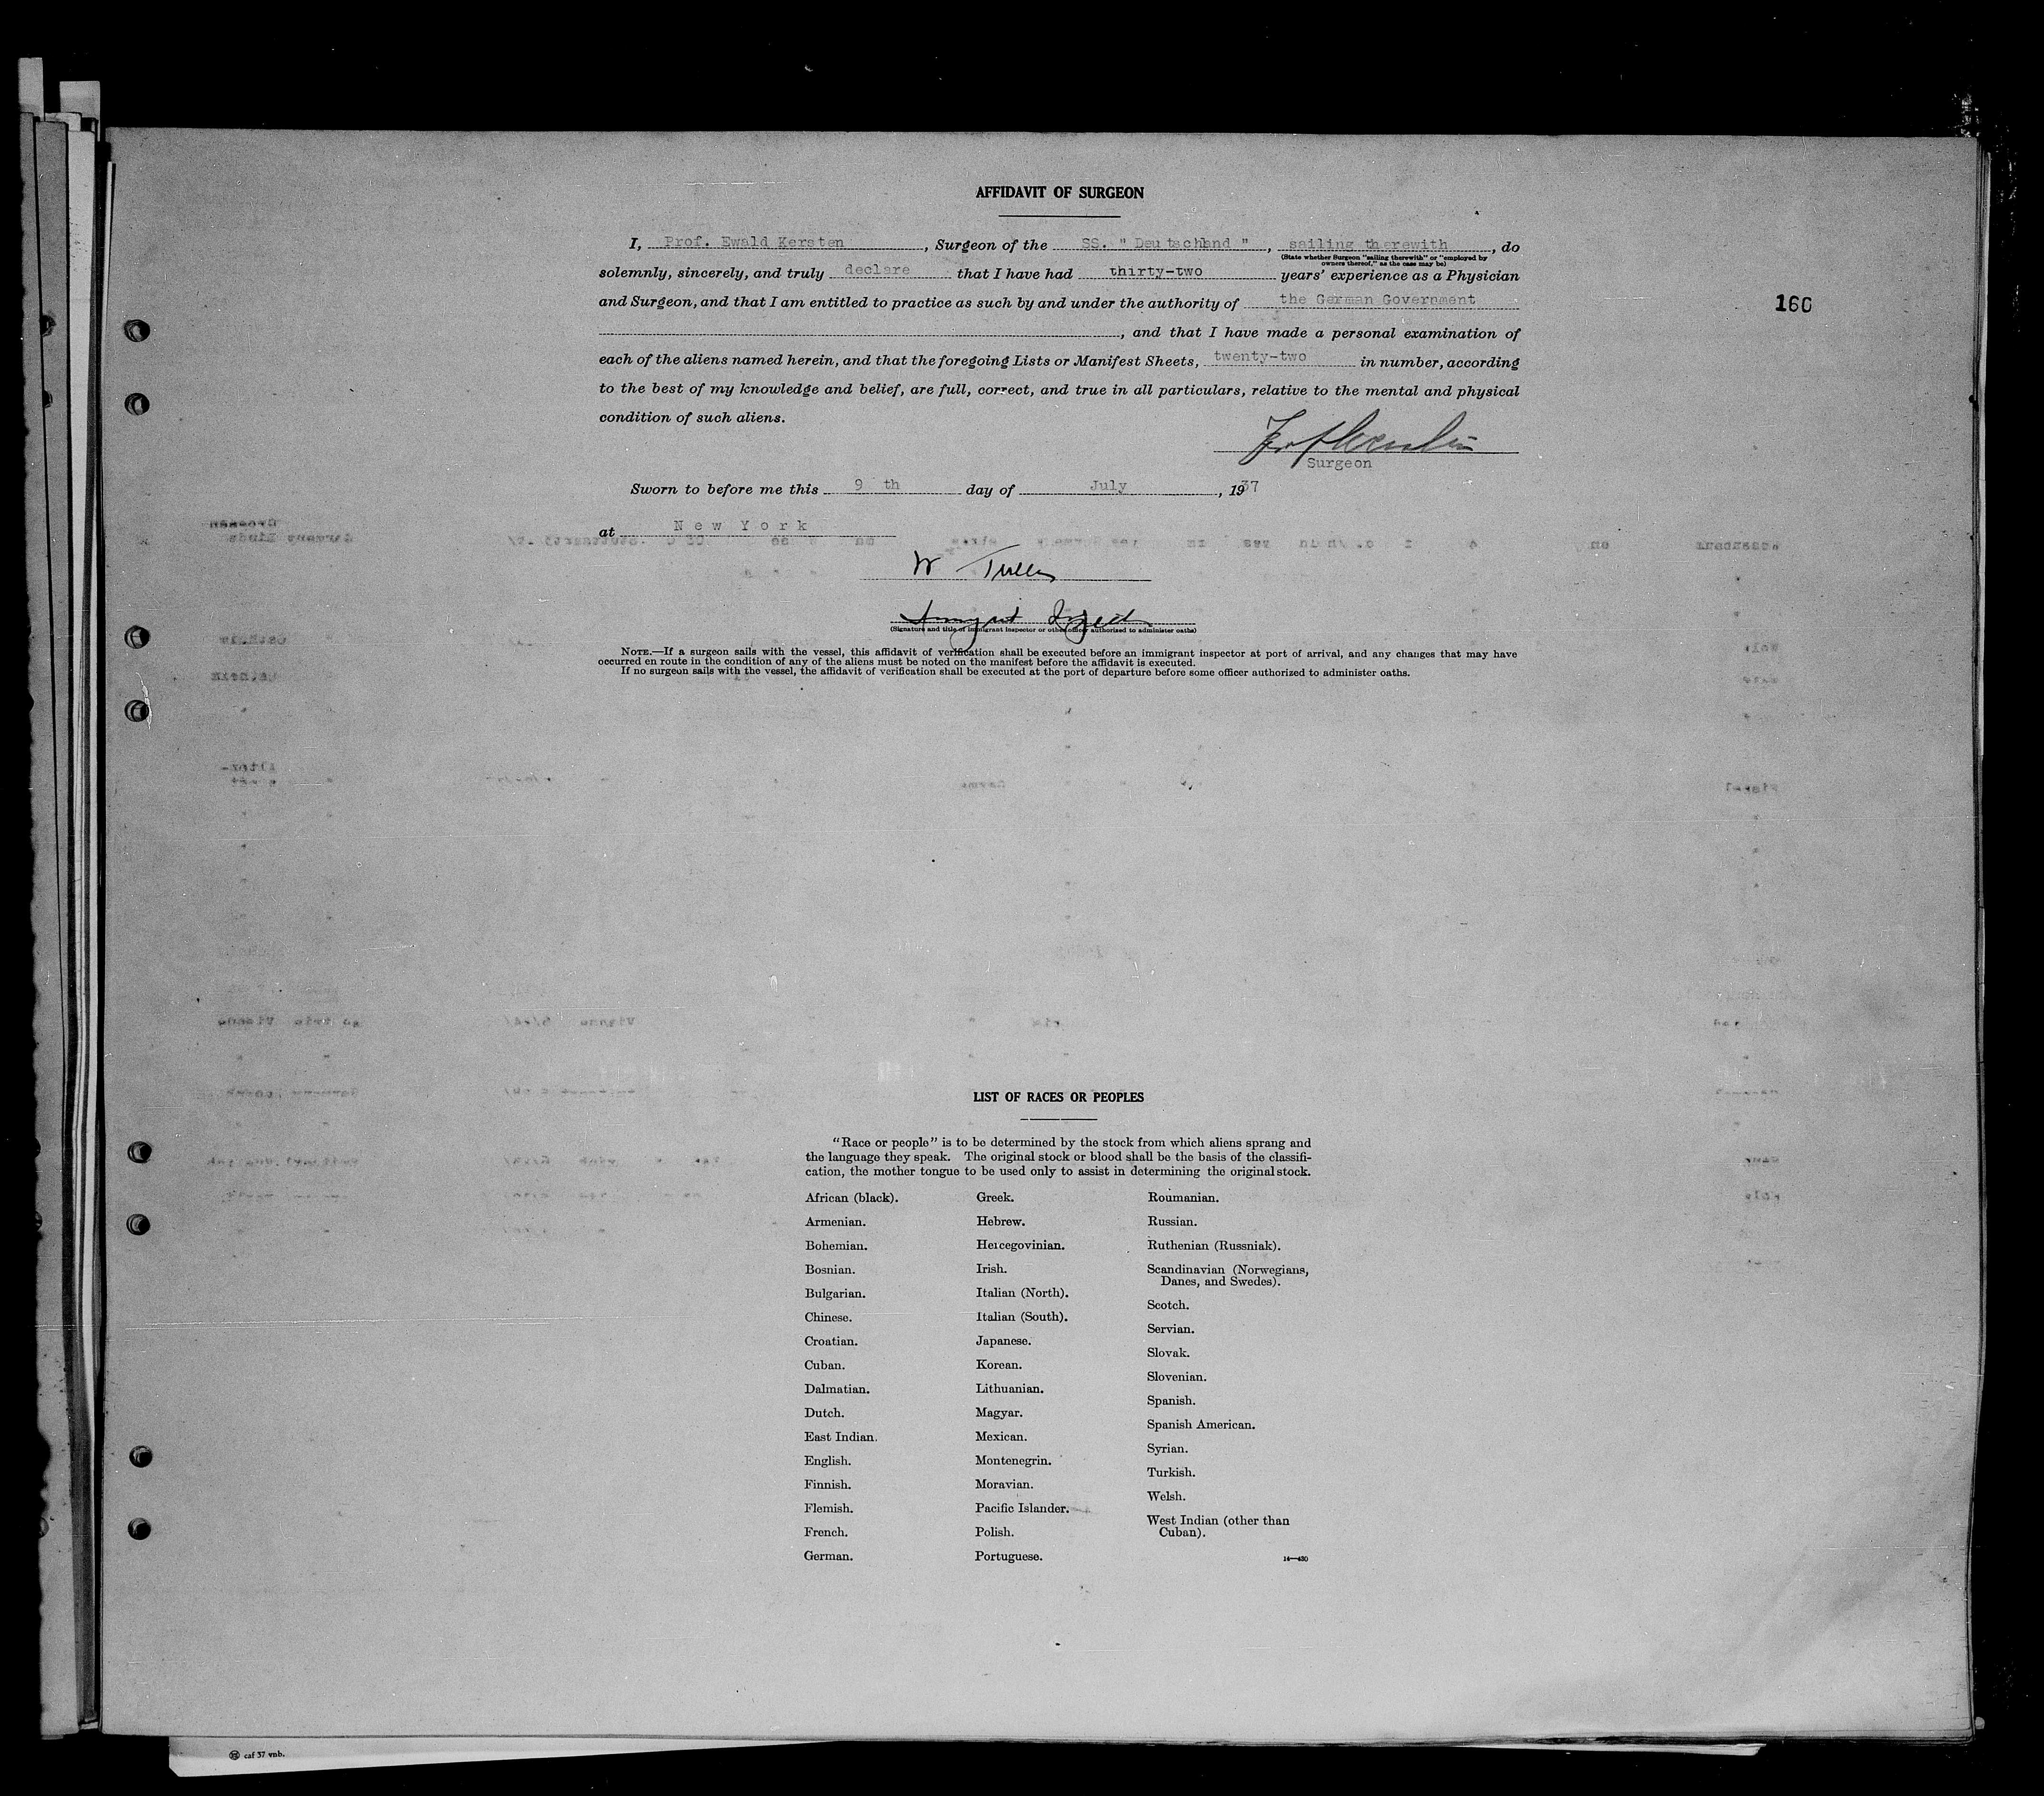 AFFIDAVIT OF SURGEON
I, Prof. Ewald Kersten, Surgeon of the SS. " Deutschland ", sailing therewith, do
(State whether Surgeon "sailing therewith" or "employed by
owners thereof," as the case may be)
solemnly, sincerely, and truly declare that I have had thirty-two years' experience as a Physician
and Surgeon, and that I am entitled to practice as such by and under the authority of the German Government
160
, and that I have made a personal examination of
each of the aliens named herein, and that the foregoing Lists or Manifest Sheets, twenty-two in number, according
to the best of my knowledge and belief, are full, correct, and true in all particulars, relative to the mental and physical
condition of such aliens.
Surgeon
Sworn to before me this 9 th day of July, 1937
at New York
W
(Signature and title of immigrant inspector or other officer authorized to administer oaths)
NOTE.—If a surgeon sails with the vessel, this affidavit of verification shall be executed before an immigrant inspector at port of arrival, and any changes that may have
occurred en route in the condition of any of the aliens must be noted on the manifest before the affidavit is executed.
If no surgeon sails with the vessel, the affidavit of verification shall be executed at the port of departure before some officer authorized to administer oaths.
LIST OF RACES OR PEOPLES
"Race or people" is to be determined by the stock from which aliens sprang and
the language they speak. The original stock or blood shall be the basis of the classifi-
cation, the mother tongue to be used only to assist in determining the original stock.
African (black).
Armenian.
Bohemian.
Bosnian.
Bulgarian.
Chinese.
Croatian.
Cuban.
Dalmatian.
Dutch.
East Indian.
English.
Finnish.
Flemish.
French.
German.
Greek.
Hebrew.
Hercegovinian.
Irish.
Italian (North).
Italian (South).
Japanese.
Korean.
Lithuanian.
Magyar.
Mexican.
Montenegrin.
Moravian.
Pacific Islander.
Polish.
Portuguese.
Roumanian.
Russian.
Ruthenian (Russniak).
Scandinavian (Norwegians,
Danes, and Swedes).
Scotch.
Servian.
Slovak.
Slovenian.
Spanish.
Spanish American.
Syrian.
Turkish.
Welsh.
West Indian (other than
Cuban).
14—430
caf 37 vnb.